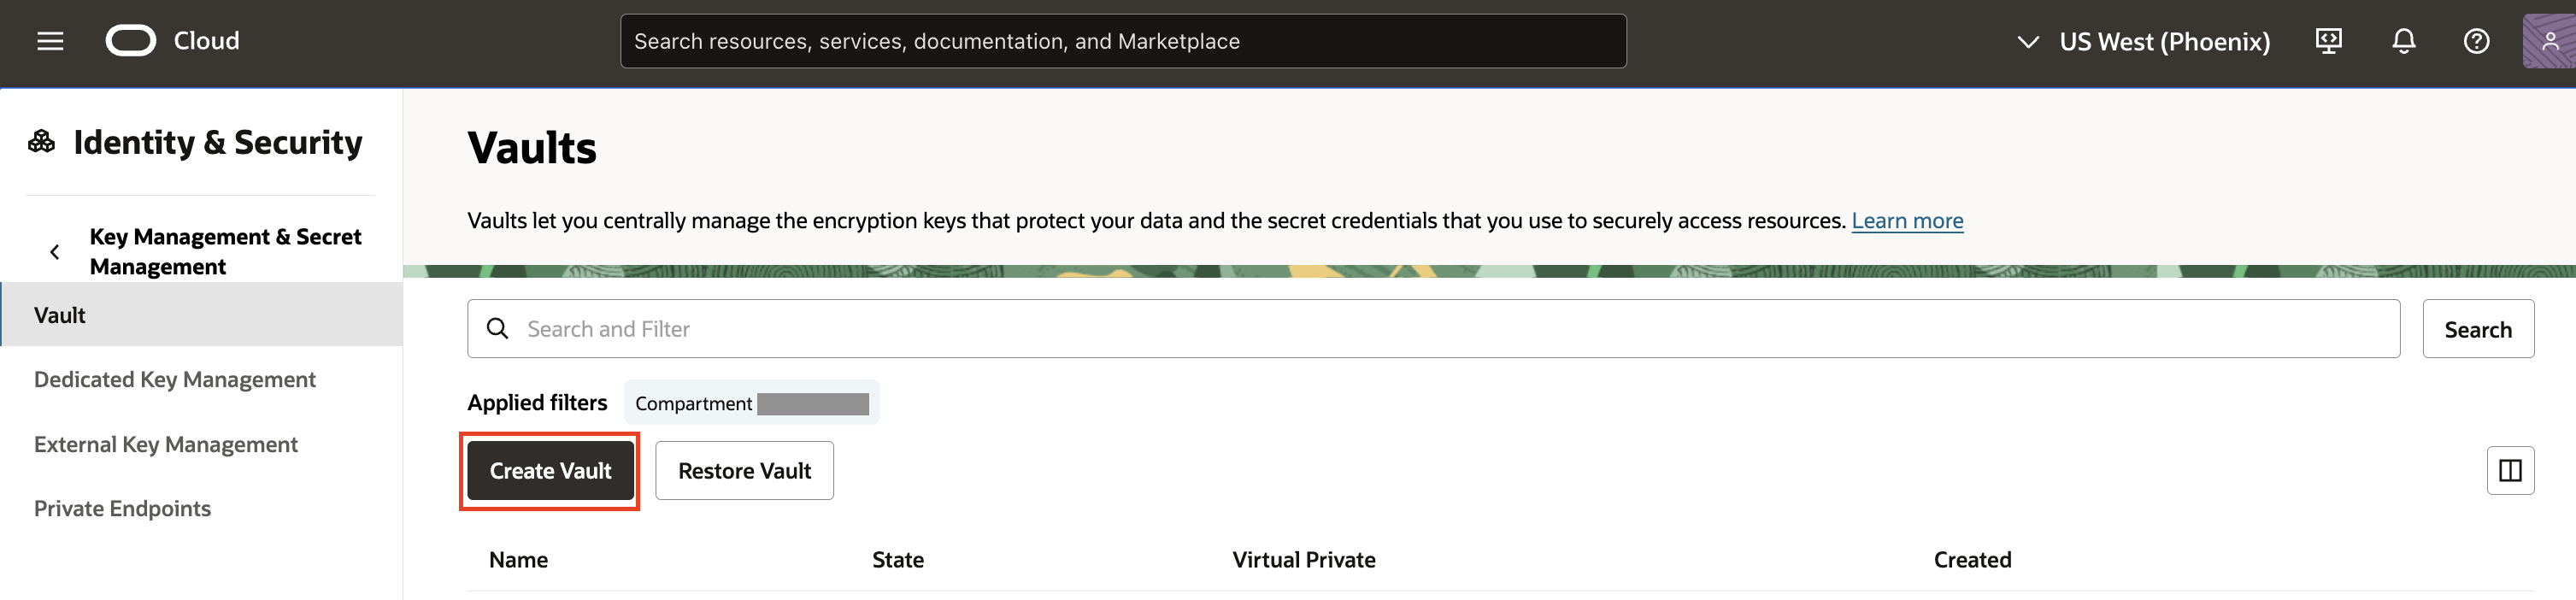 Cloud
Search resources, services, documentation, and Marketplace
US West (Phoenix)
Identity & Security
Key Management & Secret
Management
Vault
Dedicated Key Management
External Key Management
Private Endpoints
Vaults
Vaults let you centrally manage the encryption keys that protect your data and the secret credentials that you use to securely access resources. Learn more
Search and Filter
Search
Applied filters
Compartment
Create Vault
Restore Vault
Name State Virtual Private Created